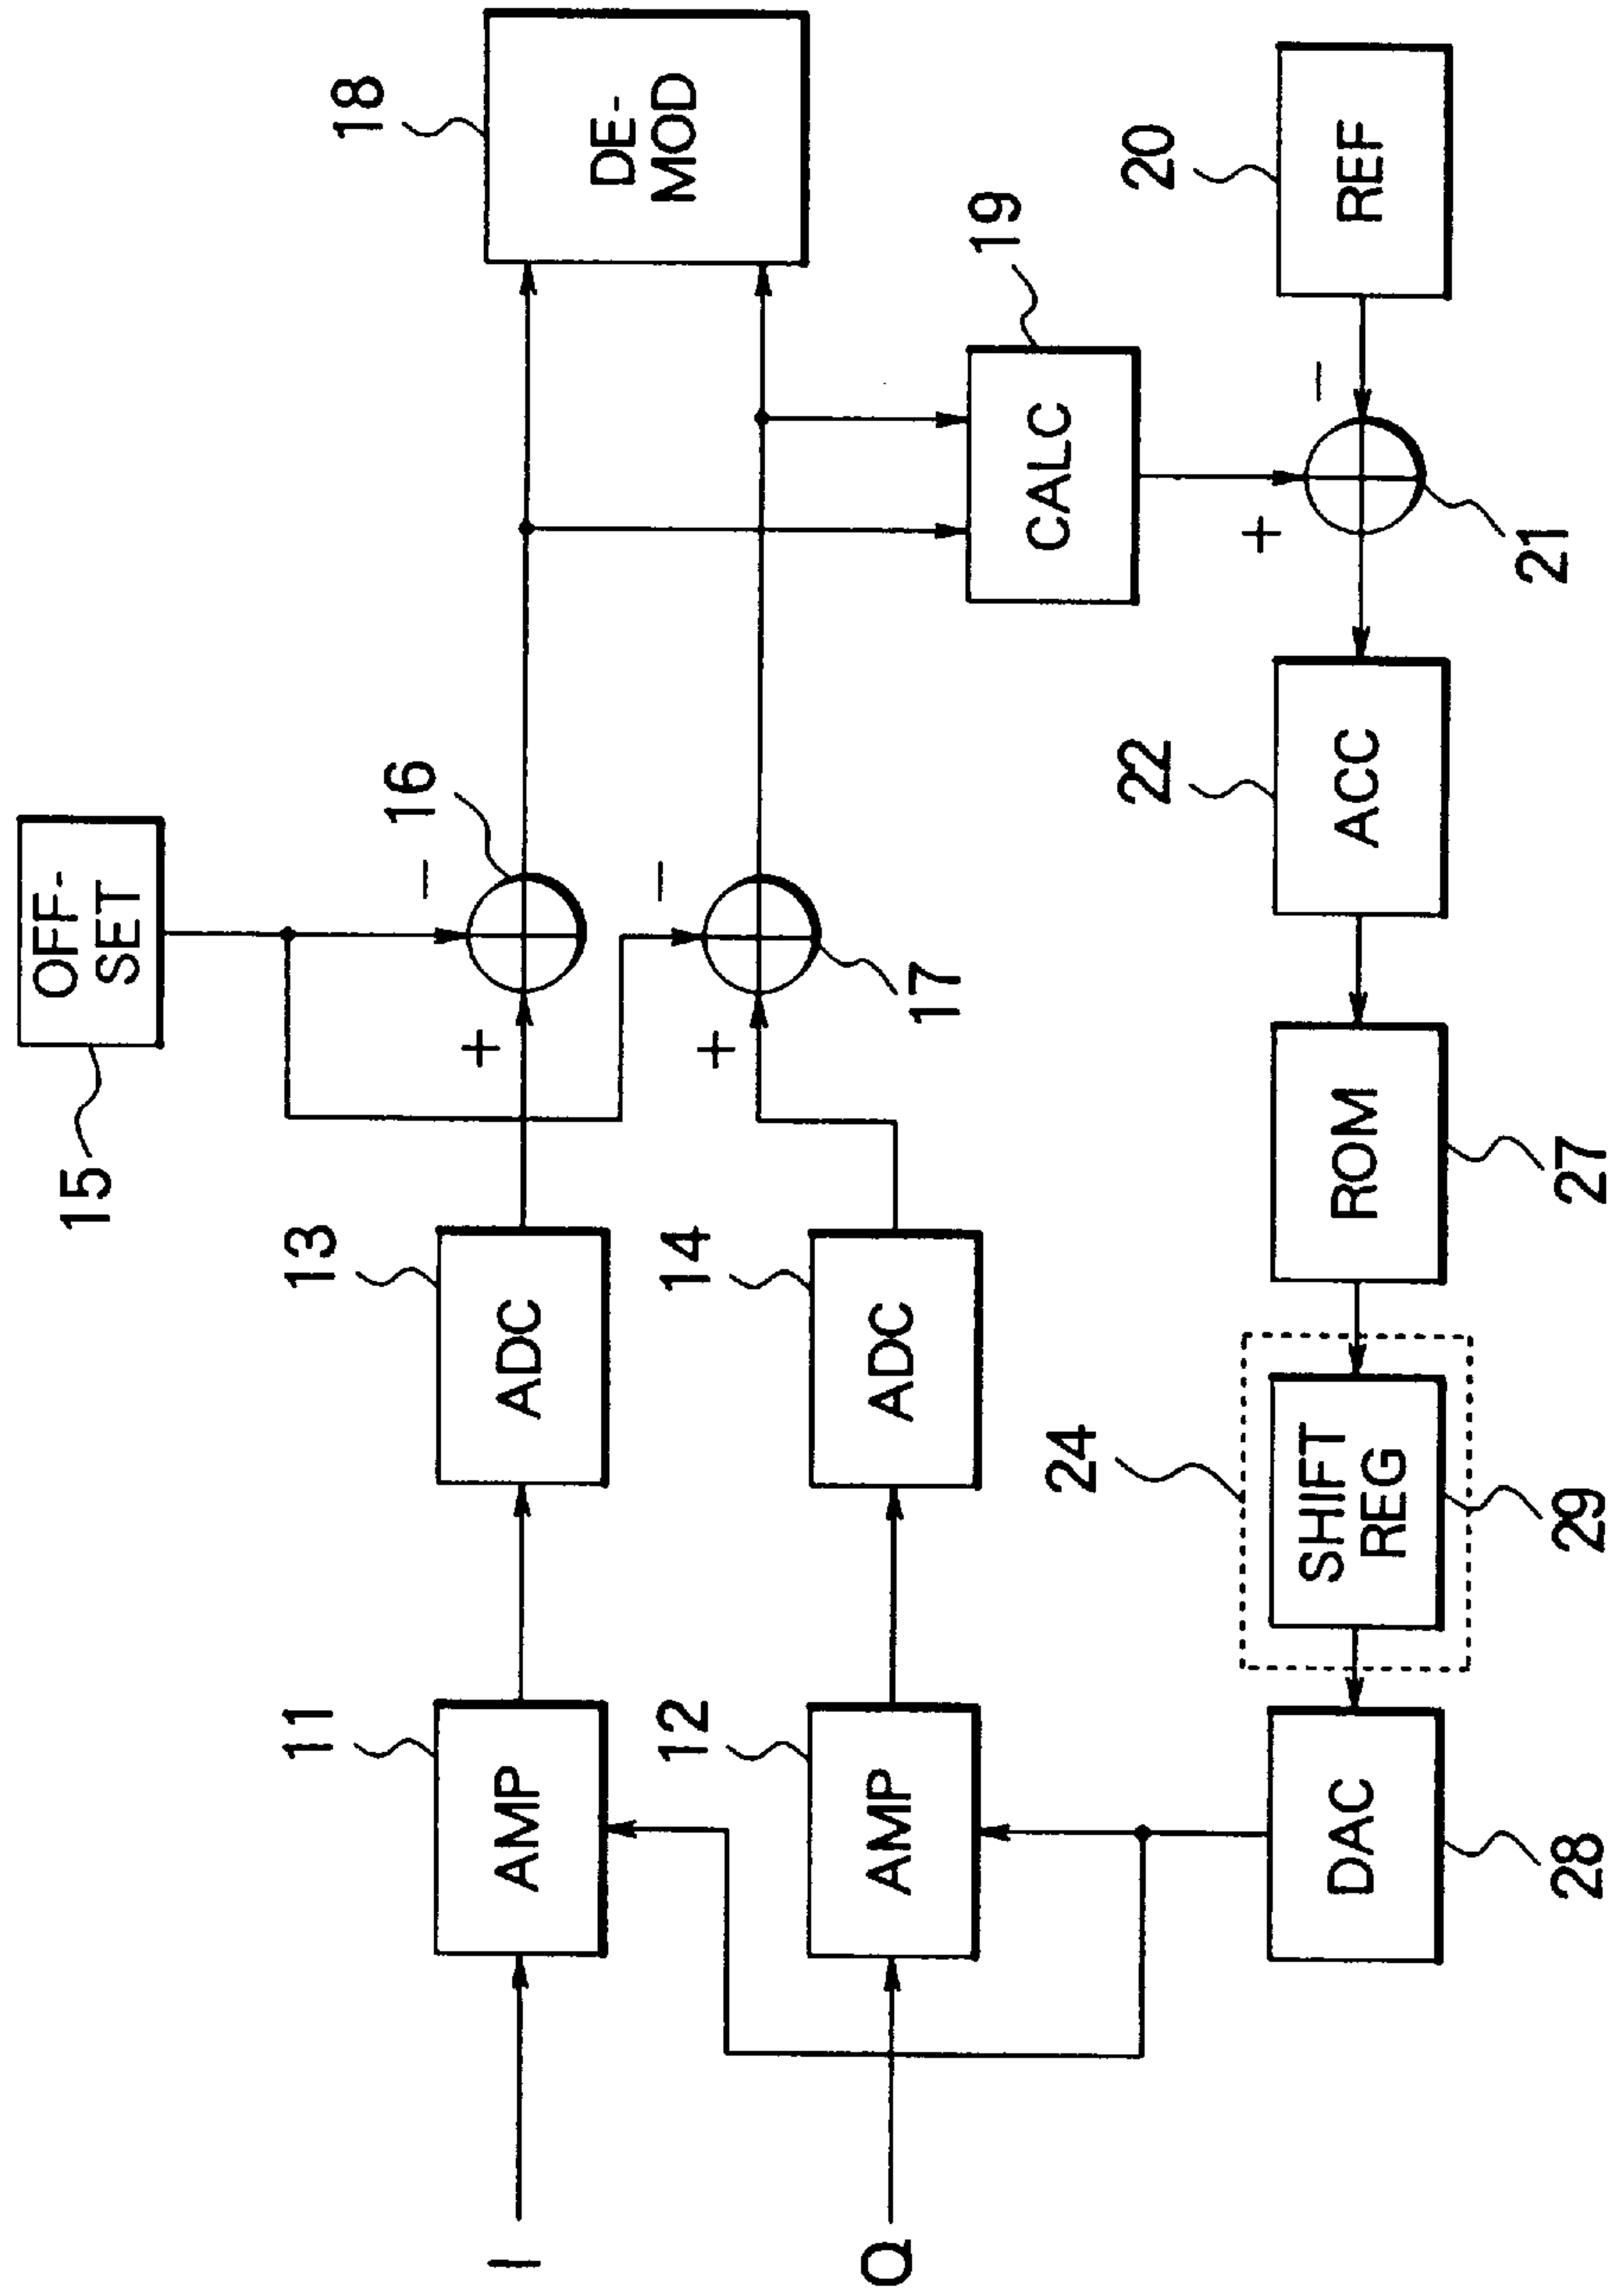 15
OFF-
SET
16
−
18
DE-
MOD
13
ADC
+
11
AMP
I
−
+
17
14
ADC
12
AMP
Q
19
CALC
20
REF
−
+
21
22
ACC
ROM
27
24
SHIFT
REG
29
DAC
28